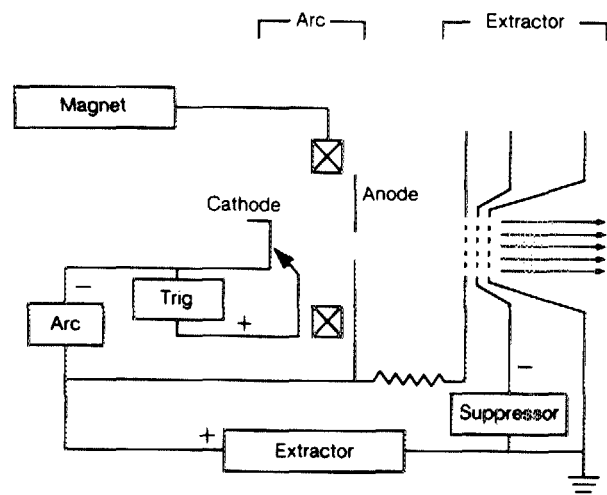 Arc
Extractor
Magnet
Cathode
Anode
−
Trig
+
Arc
−
Suppressor
+
Extractor